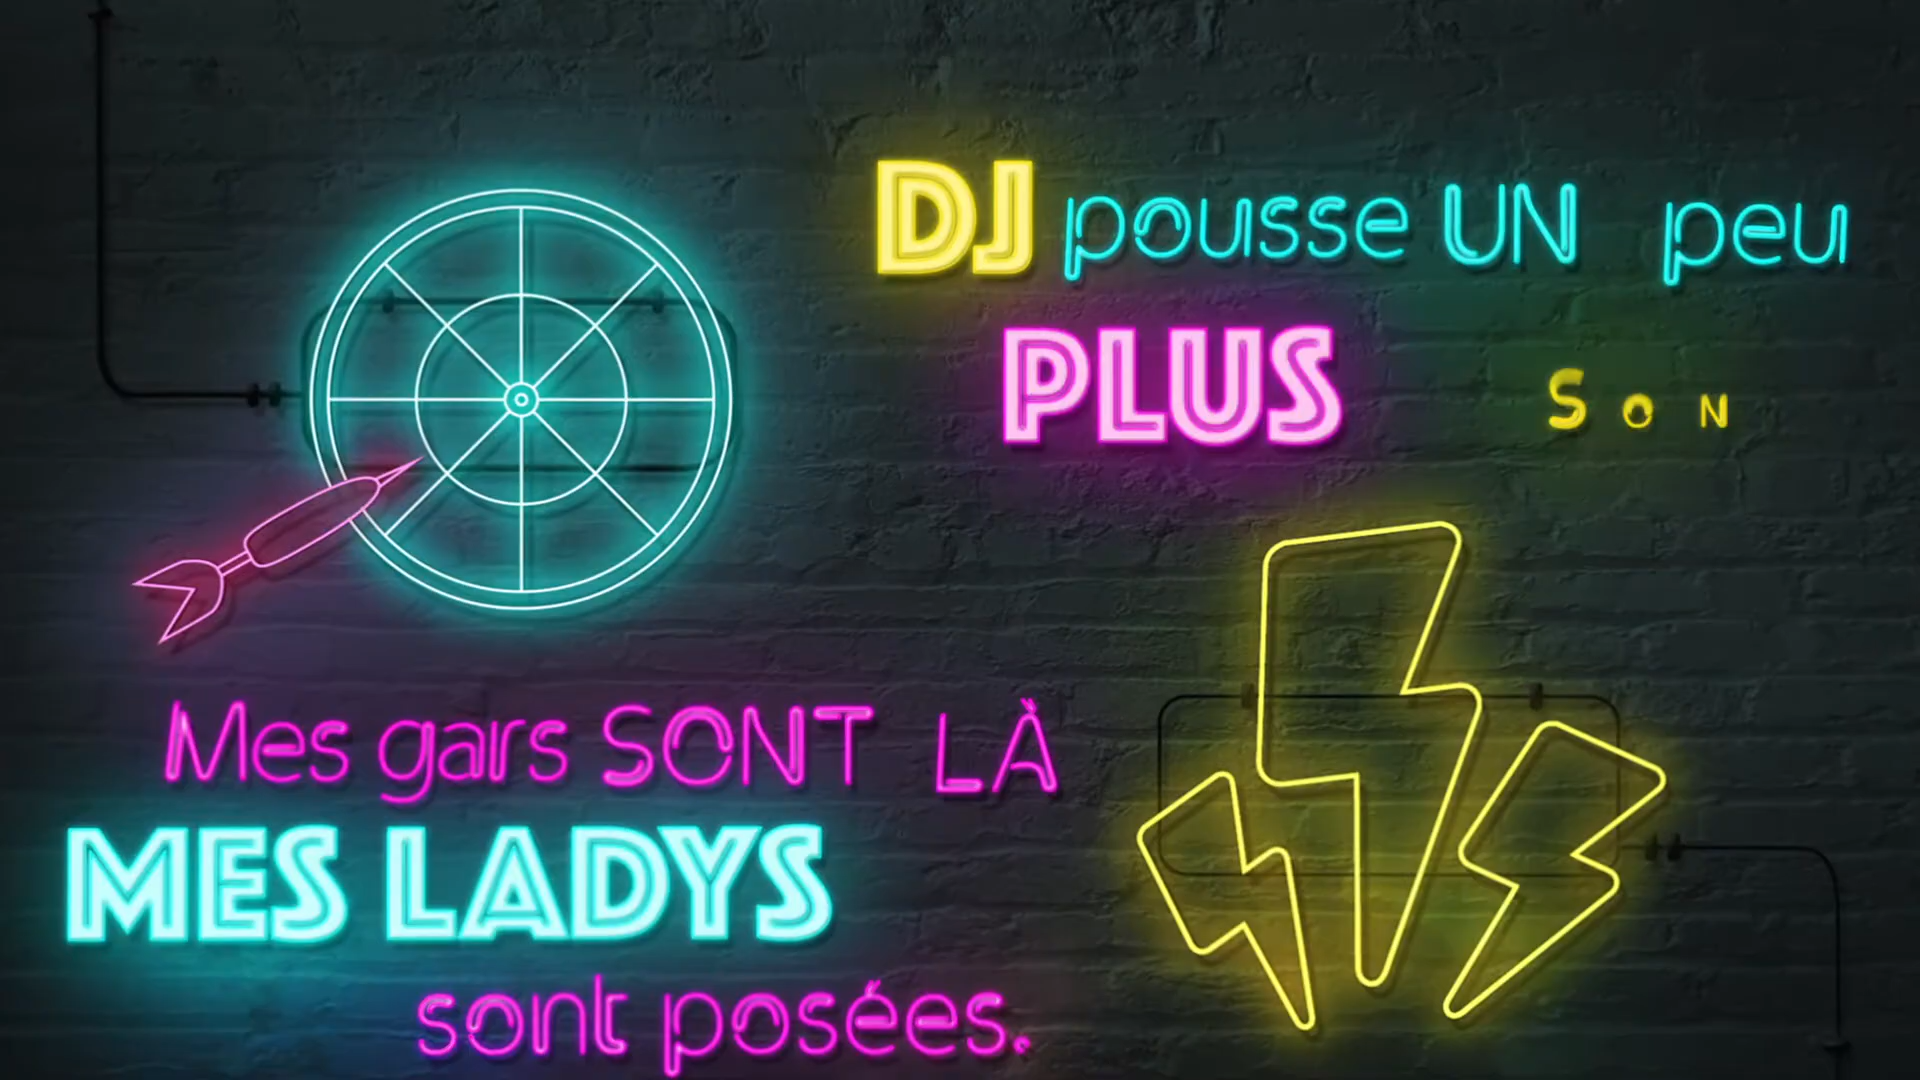 DJ pousse UN peu
PLUS SON
Mes gars SONT LÀ
MES LADYS
sont posées.